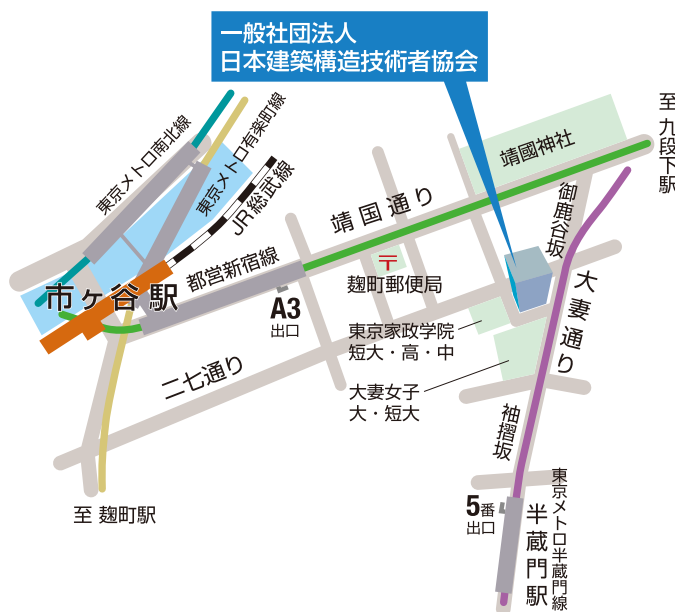 一般社団法人
日本建築構造技術者協会
東京メトロ南北線
東京メトロ有楽町線
JR総武線
靖國神社
至 九段下駅
靖国通り
御鹿谷坂
都営新宿線
市ヶ谷駅
麹町郵便局
A3
出口
大妻通り
東京家政学院
短大・高・中
二七通り
大妻女子
大・短大
袖摺坂
5番
出口
半蔵門駅
東京メトロ半蔵門線
至 麹町駅